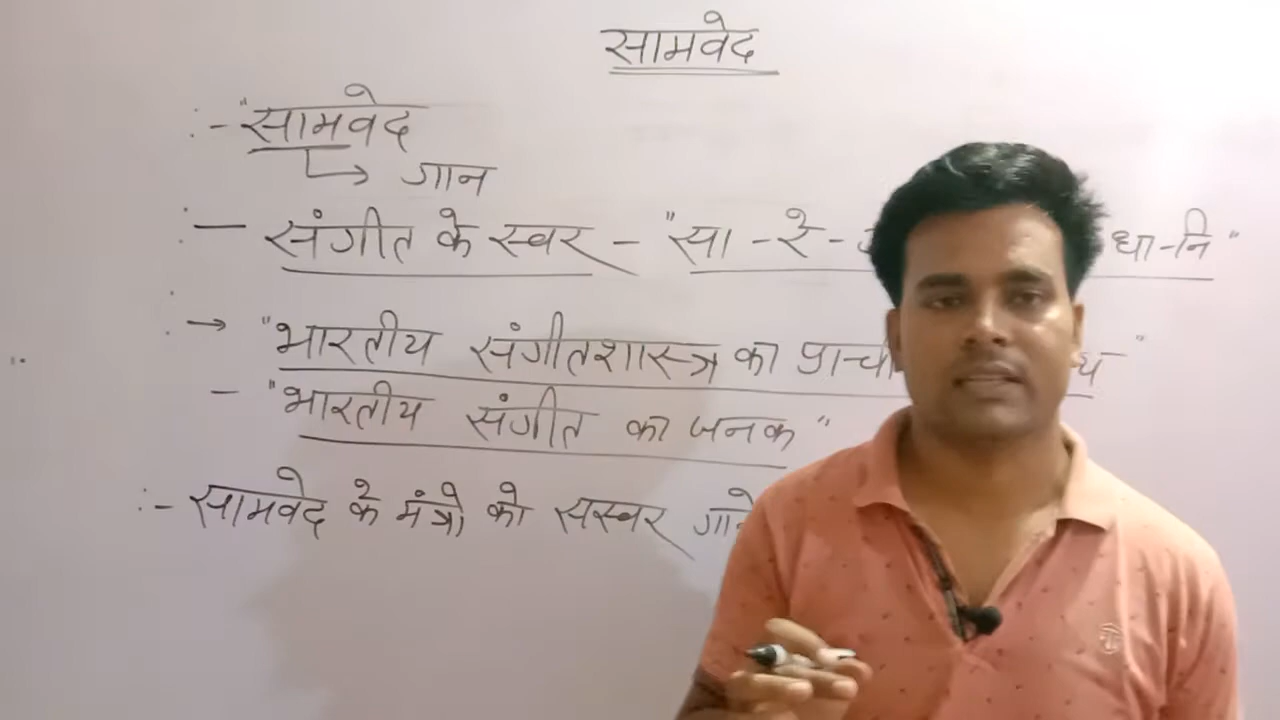 सामवेद
:- "सामवेद
↳ गान
:- संगीत के स्वर - "सा - रे - धा-नि"
:→ "भारतीय संगीतशास्त्र का
- "भारतीय संगीत का जनक"
:- सामवेद के मंत्रो को सस्वर